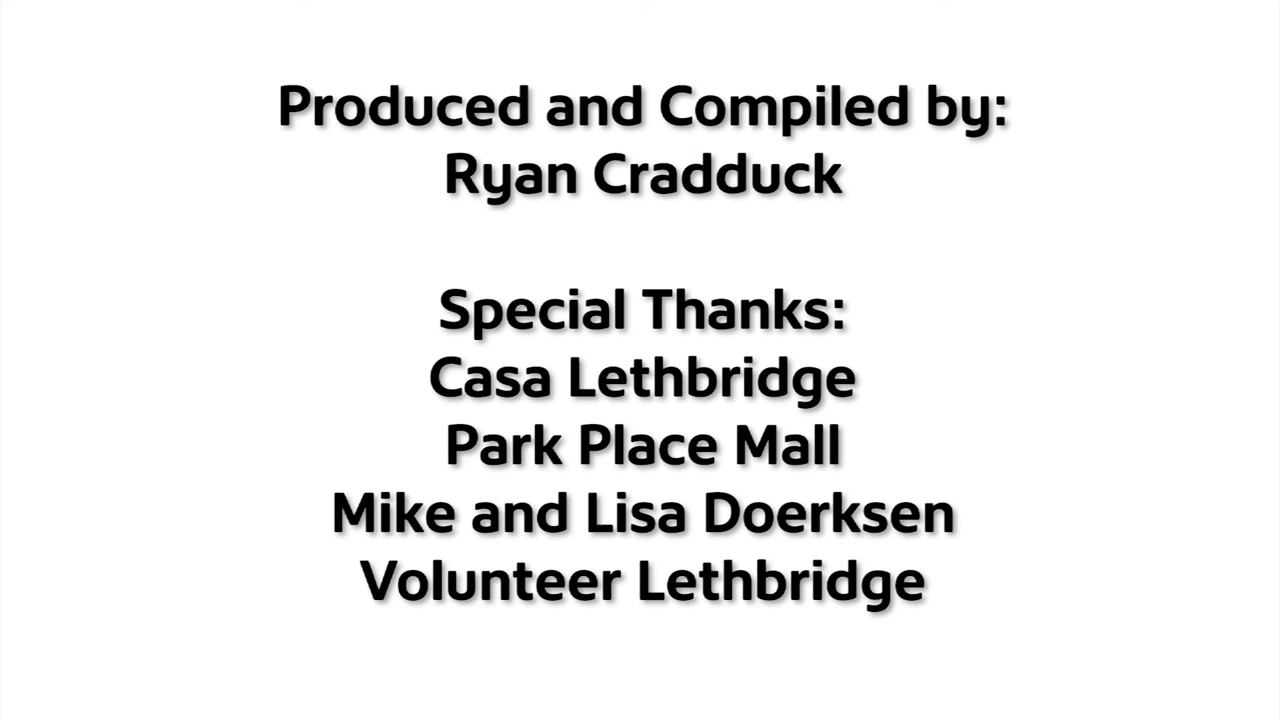 Produced and Compiled by:
Ryan Cradduck
Special Thanks:
Casa Lethbridge
Park Place Mall
Mike and Lisa Doerksen
Volunteer Lethbridge